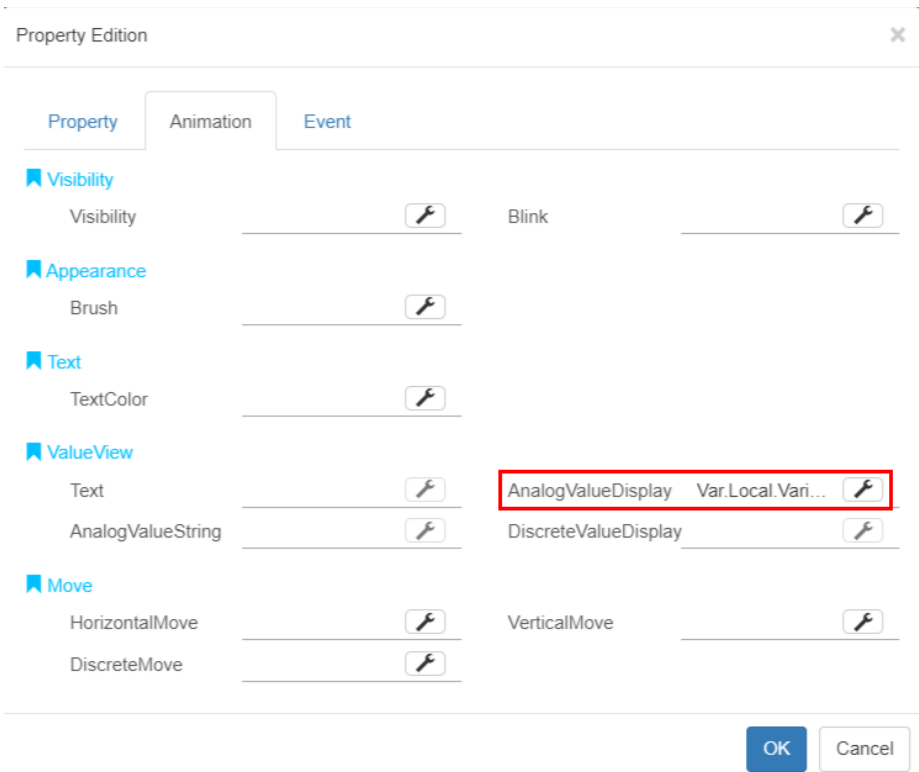 Property Edition ×
Property Animation Event
Visibility
Visibility Blink
Appearance
Brush
Text
TextColor
ValueView
Text AnalogValueDisplay Var.Local.Vari...
AnalogValueString DiscreteValueDisplay
Move
HorizontalMove VerticalMove
DiscreteMove
OK Cancel